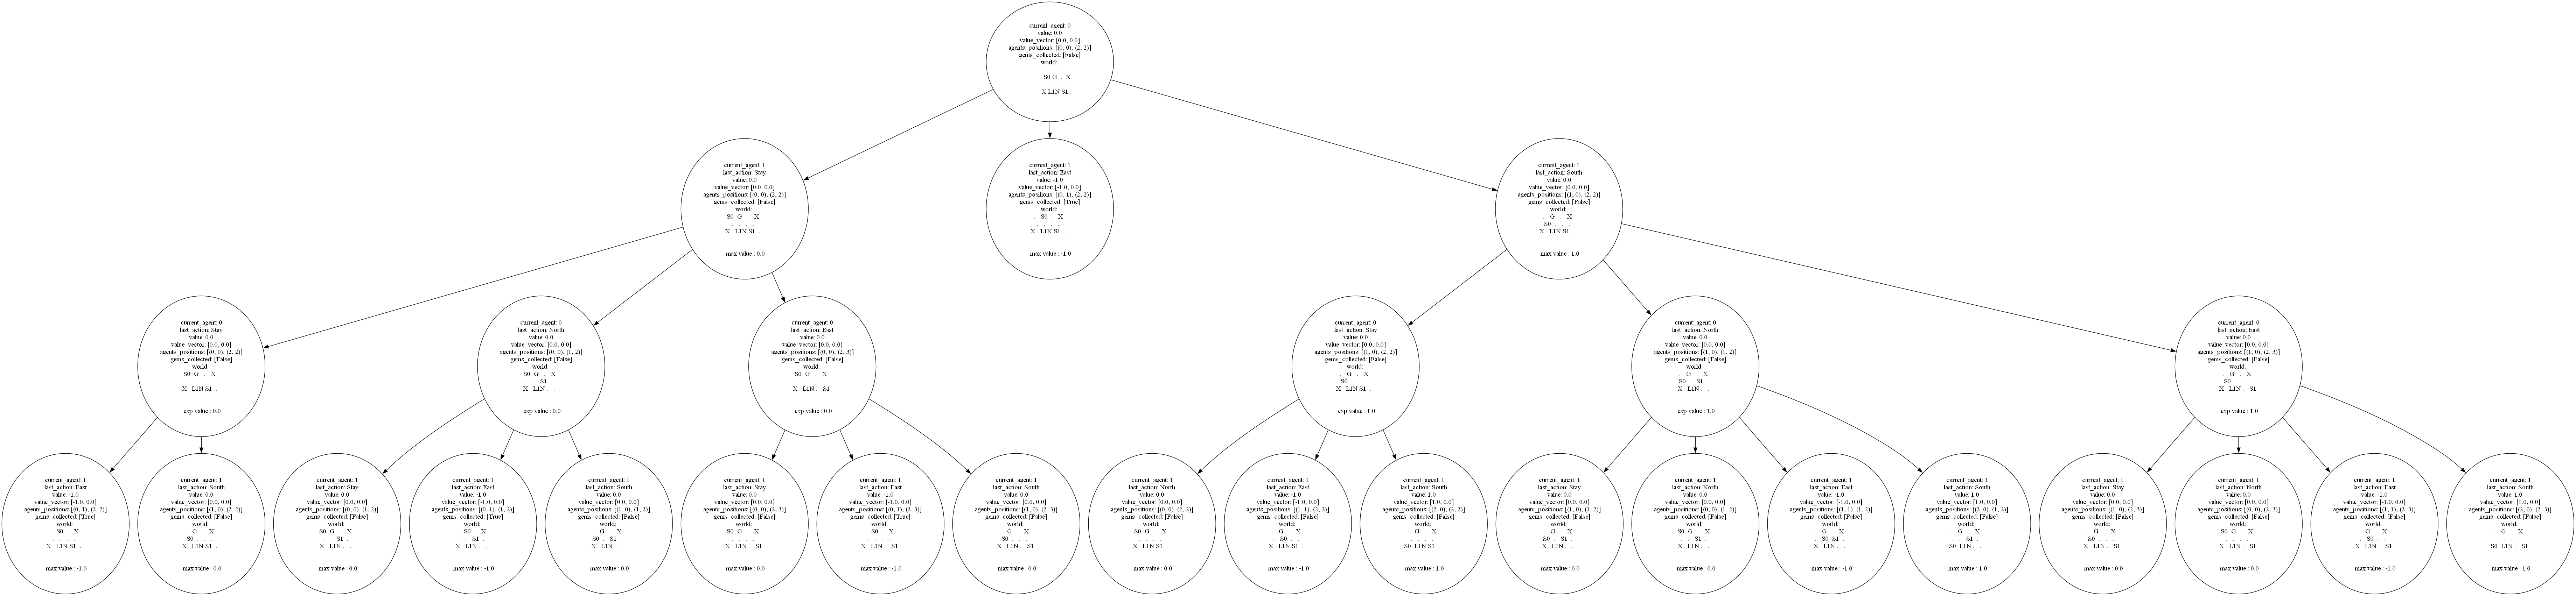 current_agent: 0
value: 0.0
value_vector: [0.0, 0.0]
agents_positions: [(0, 0), (2, 2)]
gems_collected: [False]
world:
S0 G . X
. . . .
X L1N S1 .
current_agent: 1
last_action: Stay
value: 0.0
value_vector: [0.0, 0.0]
agents_positions: [(0, 0), (2, 2)]
gems_collected: [False]
world:
S0 G . X
. . . .
X L1N S1 .
max value : 0.0
current_agent: 1
last_action: East
value: -1.0
value_vector: [-1.0, 0.0]
agents_positions: [(0, 1), (2, 2)]
gems_collected: [True]
world:
. S0 . X
. . . .
X L1N S1 .
max value : -1.0
current_agent: 1
last_action: South
value: 0.0
value_vector: [0.0, 0.0]
agents_positions: [(1, 0), (2, 2)]
gems_collected: [False]
world:
. G . X
S0 . . .
X L1N S1 .
max value : 1.0
current_agent: 0
last_action: Stay
value: 0.0
value_vector: [0.0, 0.0]
agents_positions: [(0, 0), (2, 2)]
gems_collected: [False]
world:
S0 G . X
. . . .
X L1N S1 .
exp value : 0.0
current_agent: 0
last_action: North
value: 0.0
value_vector: [0.0, 0.0]
agents_positions: [(0, 0), (1, 2)]
gems_collected: [False]
world:
S0 G . X
. . S1 .
X L1N . .
exp value : 0.0
current_agent: 0
last_action: East
value: 0.0
value_vector: [0.0, 0.0]
agents_positions: [(0, 0), (2, 3)]
gems_collected: [False]
world:
S0 G . X
. . . .
X L1N . S1
exp value : 0.0
current_agent: 0
last_action: Stay
value: 0.0
value_vector: [0.0, 0.0]
agents_positions: [(1, 0), (2, 2)]
gems_collected: [False]
world:
. G . X
S0 . . .
X L1N S1 .
exp value : 1.0
current_agent: 0
last_action: North
value: 0.0
value_vector: [0.0, 0.0]
agents_positions: [(1, 0), (1, 2)]
gems_collected: [False]
world:
. G . X
S0 . S1 .
X L1N . .
exp value : 1.0
current_agent: 0
last_action: East
value: 0.0
value_vector: [0.0, 0.0]
agents_positions: [(1, 0), (2, 3)]
gems_collected: [False]
world:
. G . X
S0 . . .
X L1N . S1
exp value : 1.0
current_agent: 1
last_action: East
value: -1.0
value_vector: [-1.0, 0.0]
agents_positions: [(0, 1), (2, 2)]
gems_collected: [True]
world:
. S0 . X
. . . .
X L1N S1 .
max value : -1.0
current_agent: 1
last_action: South
value: 0.0
value_vector: [0.0, 0.0]
agents_positions: [(1, 0), (2, 2)]
gems_collected: [False]
world:
. G . X
S0 . . .
X L1N S1 .
max value : 0.0
current_agent: 1
last_action: Stay
value: 0.0
value_vector: [0.0, 0.0]
agents_positions: [(0, 0), (1, 2)]
gems_collected: [False]
world:
S0 G . X
. . S1 .
X L1N . .
max value : 0.0
current_agent: 1
last_action: East
value: -1.0
value_vector: [-1.0, 0.0]
agents_positions: [(0, 1), (1, 2)]
gems_collected: [True]
world:
. S0 . X
. . S1 .
X L1N . .
max value : -1.0
current_agent: 1
last_action: South
value: 0.0
value_vector: [0.0, 0.0]
agents_positions: [(1, 0), (1, 2)]
gems_collected: [False]
world:
. G . X
S0 . S1 .
X L1N . .
max value : 0.0
current_agent: 1
last_action: Stay
value: 0.0
value_vector: [0.0, 0.0]
agents_positions: [(0, 0), (2, 3)]
gems_collected: [False]
world:
S0 G . X
. . . .
X L1N . S1
max value : 0.0
current_agent: 1
last_action: East
value: -1.0
value_vector: [-1.0, 0.0]
agents_positions: [(0, 1), (2, 3)]
gems_collected: [True]
world:
. S0 . X
. . . .
X L1N . S1
max value : -1.0
current_agent: 1
last_action: South
value: 0.0
value_vector: [0.0, 0.0]
agents_positions: [(1, 0), (2, 3)]
gems_collected: [False]
world:
. G . X
S0 . . .
X L1N . S1
max value : 0.0
current_agent: 1
last_action: North
value: 0.0
value_vector: [0.0, 0.0]
agents_positions: [(0, 0), (2, 2)]
gems_collected: [False]
world:
S0 G . X
. . . .
X L1N S1 .
max value : 0.0
current_agent: 1
last_action: East
value: -1.0
value_vector: [-1.0, 0.0]
agents_positions: [(1, 1), (2, 2)]
gems_collected: [False]
world:
. G . X
. S0 . .
X L1N S1 .
max value : -1.0
current_agent: 1
last_action: South
value: 1.0
value_vector: [1.0, 0.0]
agents_positions: [(2, 0), (2, 2)]
gems_collected: [False]
world:
. G . X
. . . .
S0 L1N S1 .
max value : 1.0
current_agent: 1
last_action: Stay
value: 0.0
value_vector: [0.0, 0.0]
agents_positions: [(1, 0), (1, 2)]
gems_collected: [False]
world:
. G . X
S0 . S1 .
X L1N . .
max value : 0.0
current_agent: 1
last_action: North
value: 0.0
value_vector: [0.0, 0.0]
agents_positions: [(0, 0), (1, 2)]
gems_collected: [False]
world:
S0 G . X
. . S1 .
X L1N . .
max value : 0.0
current_agent: 1
last_action: East
value: -1.0
value_vector: [-1.0, 0.0]
agents_positions: [(1, 1), (1, 2)]
gems_collected: [False]
world:
. G . X
. S0 S1 .
X L1N . .
max value : -1.0
current_agent: 1
last_action: South
value: 1.0
value_vector: [1.0, 0.0]
agents_positions: [(2, 0), (1, 2)]
gems_collected: [False]
world:
. G . X
. . S1 .
S0 L1N . .
max value : 1.0
current_agent: 1
last_action: Stay
value: 0.0
value_vector: [0.0, 0.0]
agents_positions: [(1, 0), (2, 3)]
gems_collected: [False]
world:
. G . X
S0 . . .
X L1N . S1
max value : 0.0
current_agent: 1
last_action: North
value: 0.0
value_vector: [0.0, 0.0]
agents_positions: [(0, 0), (2, 3)]
gems_collected: [False]
world:
S0 G . X
. . . .
X L1N . S1
max value : 0.0
current_agent: 1
last_action: East
value: -1.0
value_vector: [-1.0, 0.0]
agents_positions: [(1, 1), (2, 3)]
gems_collected: [False]
world:
. G . X
. S0 . .
X L1N . S1
max value : -1.0
current_agent: 1
last_action: South
value: 1.0
value_vector: [1.0, 0.0]
agents_positions: [(2, 0), (2, 3)]
gems_collected: [False]
world:
. G . X
. . . .
S0 L1N . S1
max value : 1.0